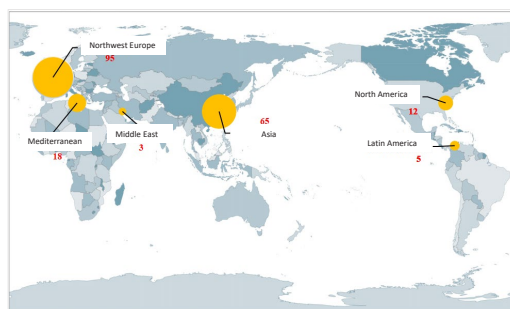 Northwest Europe
95
North America
12
65
Asia
Mediterranean
18
Middle East
3
Latin America
5